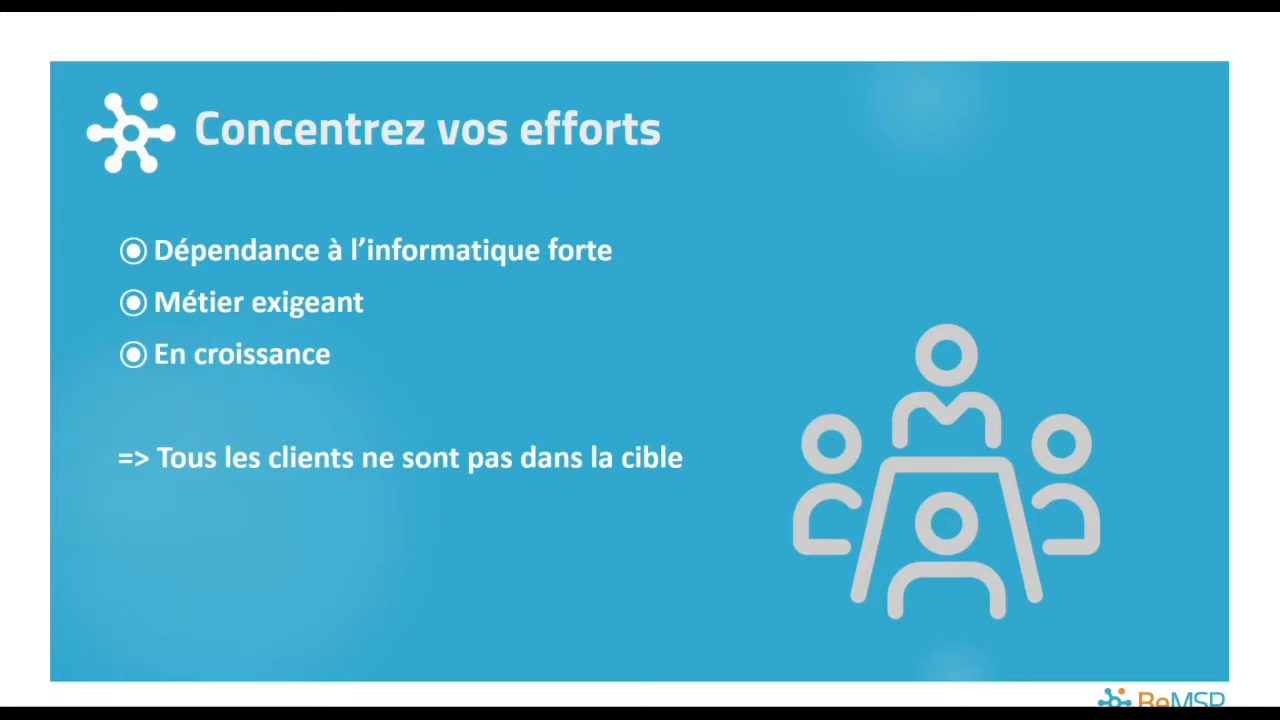 Concentrez vos efforts
Dépendance à l’informatique forte
Métier exigeant
En croissance
=> Tous les clients ne sont pas dans la cible
BeMSP